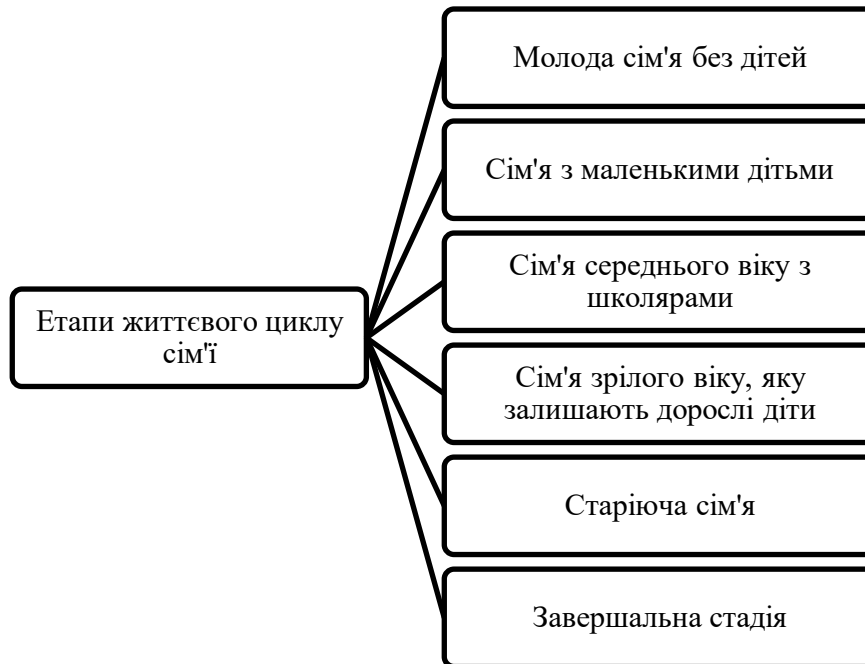 Етапи життєвого циклу
сім'ї
Молода сім'я без дітей
Сім'я з маленькими дітьми
Сім'я середнього віку з
школярами
Сім'я зрілого віку, яку
залишають дорослі діти
Старіюча сім'я
Завершальна стадія